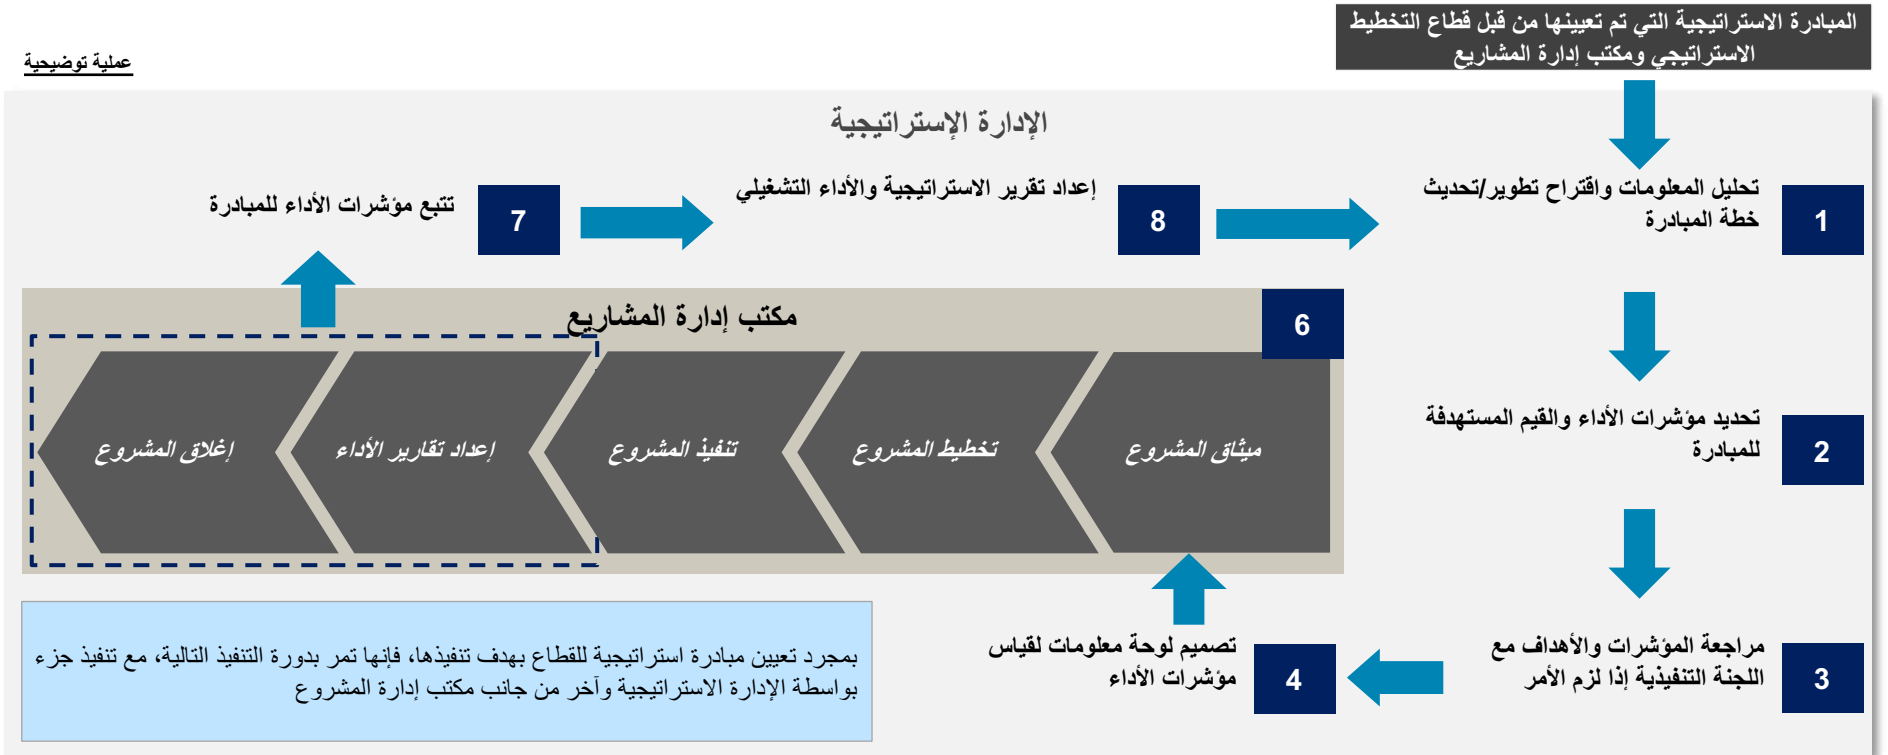 المبادرة الاستراتيجية التي تم تعيينها من قبل قطاع التخطيط
الاستراتيجي ومكتب إدارة المشاريع
عملية توضيحية
الإدارة الإستراتيجية
1
تحليل المعلومات واقتراح تطوير/تحديث
خطة المبادرة
8
إعداد تقرير الاستراتيجية والأداء التشغيلي
7
تتبع مؤشرات الأداء للمبادرة
6
مكتب إدارة المشاريع
ميثاق المشروع
تخطيط المشروع
تنفيذ المشروع
إعداد تقارير الأداء
إغلاق المشروع
2
تحديد مؤشرات الأداء والقيم المستهدفة
للمبادرة
3
مراجعة المؤشرات والأهداف مع
اللجنة التنفيذية إذا لزم الأمر
4
تصميم لوحة معلومات لقياس
مؤشرات الأداء
بمجرد تعيين مبادرة استراتيجية للقطاع بهدف تنفيذها، فإنها تمر بدورة التنفيذ التالية، مع تنفيذ جزء
بواسطة الإدارة الاستراتيجية وآخر من جانب مكتب إدارة المشروع